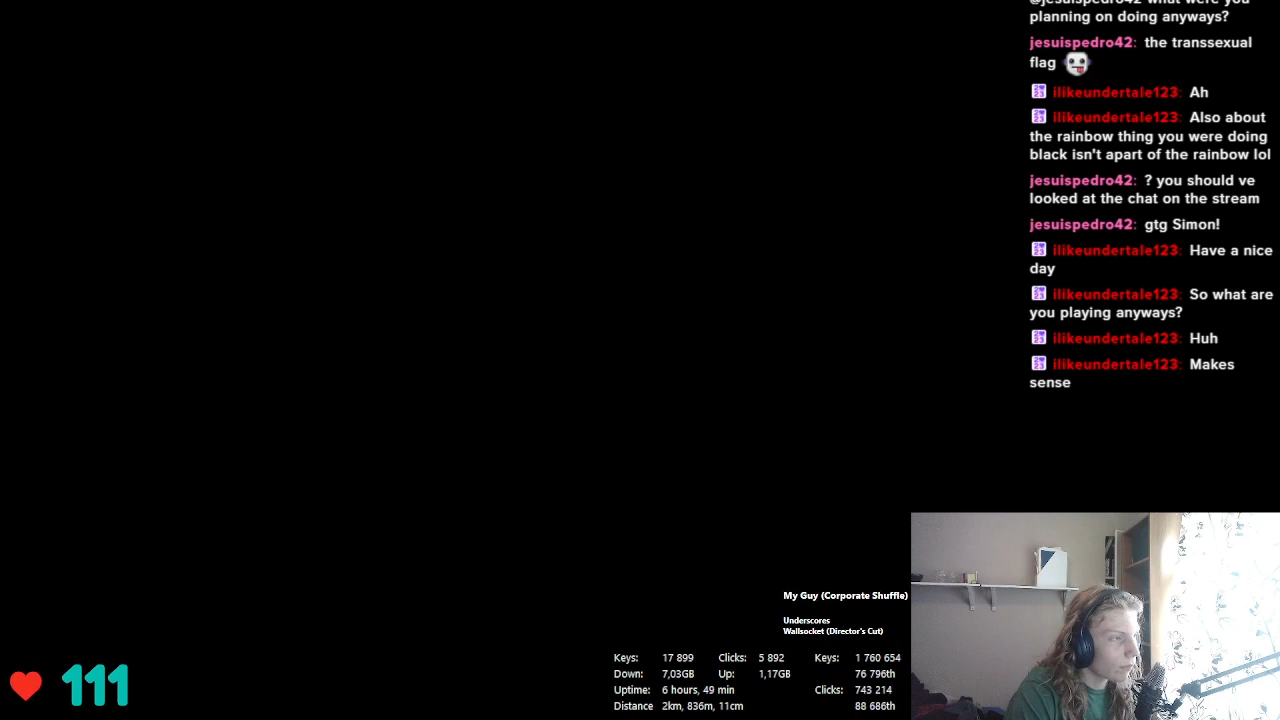 @jesuispedro42 what were you
planning on doing anyways?
jesuispedro42: the transsexual
flag
ilikeundertale123: Ah
ilikeundertale123: Also about
the rainbow thing you were doing
black isn't apart of the rainbow lol
jesuispedro42: ? you should ve
looked at the chat on the stream
jesuispedro42: gtg Simon!
ilikeundertale123: Have a nice
day
ilikeundertale123: So what are
you playing anyways?
ilikeundertale123: Huh
ilikeundertale123: Makes
sense
My Guy (Corporate Shuffle)
Underscores
Wallsocket (Director's Cut)
Keys: 17 899 Clicks: 5 892 Keys: 1 760 654
Down: 7,03GB Up: 1,17GB 76 796th
Uptime: 6 hours, 49 min Clicks: 743 214
Distance 2km, 836m, 11cm 88 686th
111